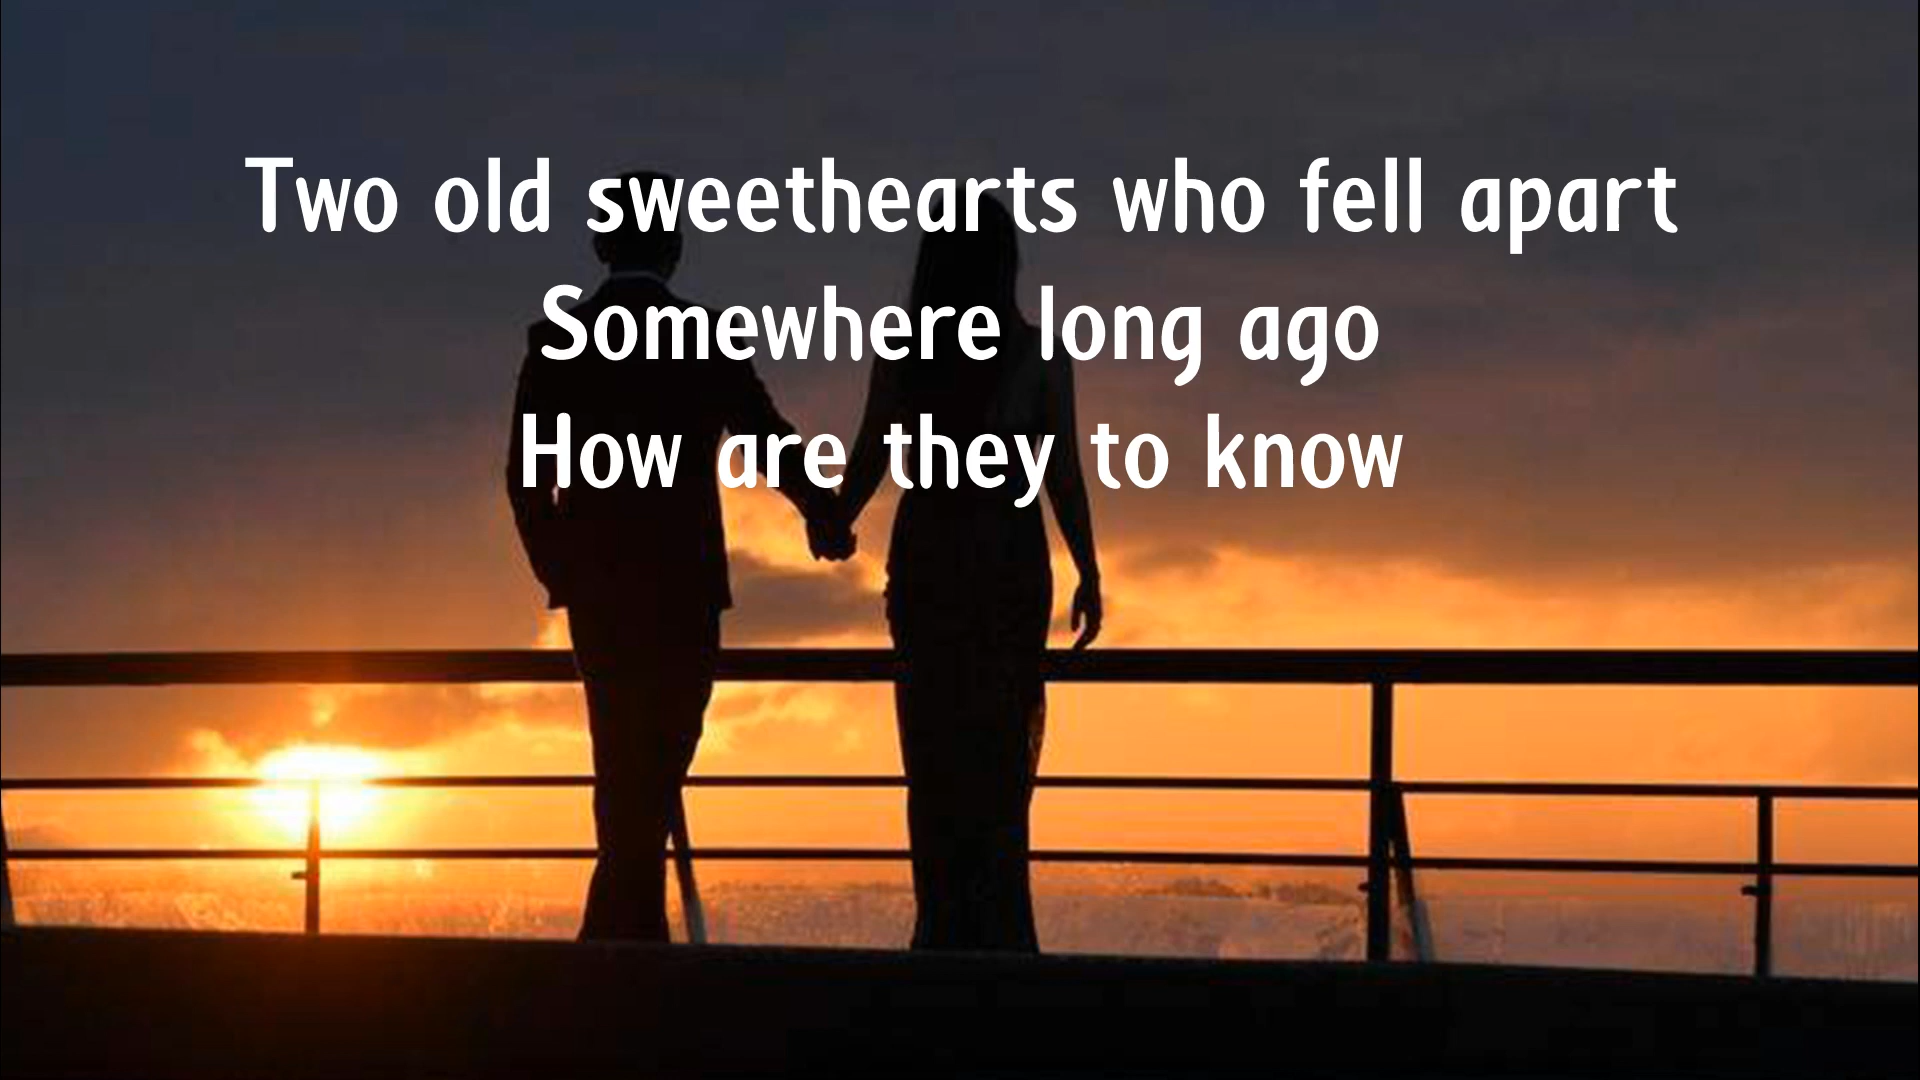 Two old sweethearts who fell apart
Somewhere long ago
How are they to know